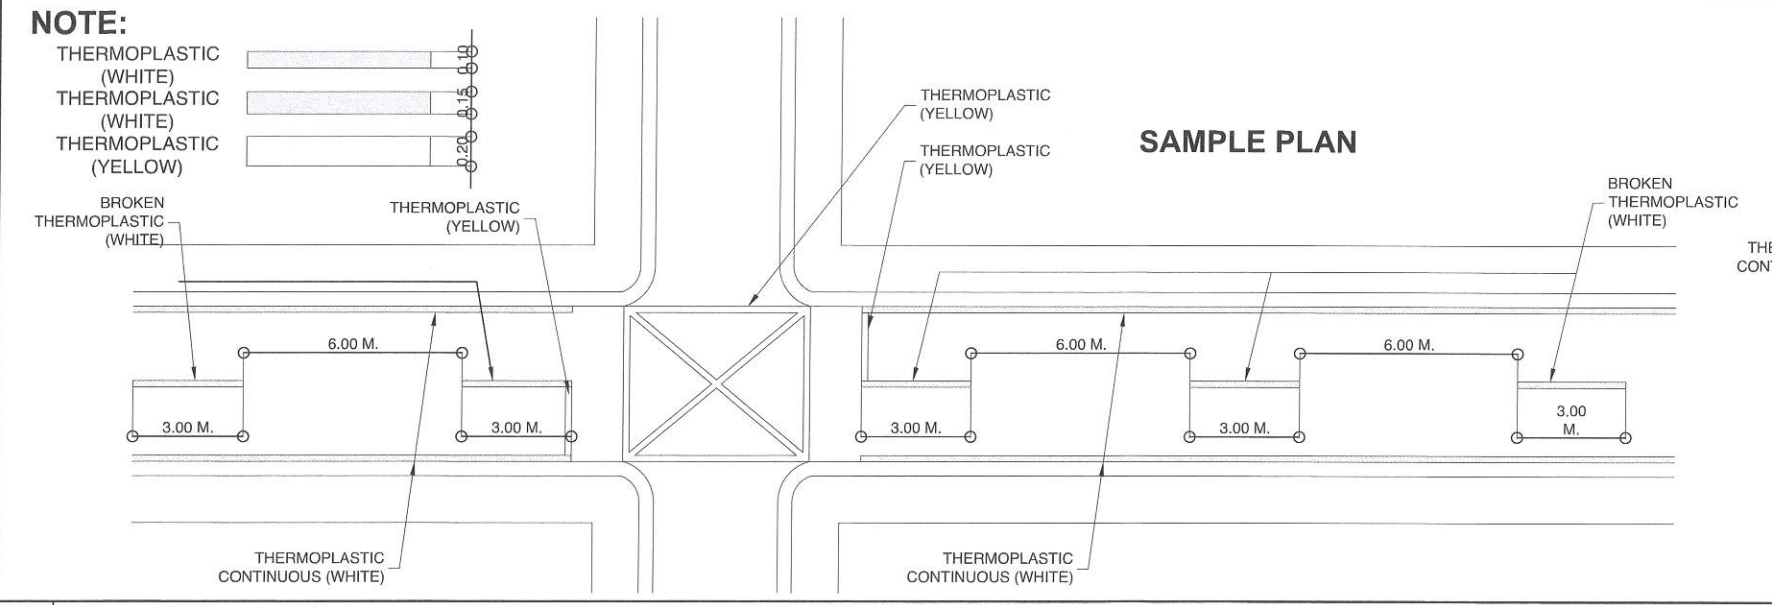 NOTE:
THERMOPLASTIC
(WHITE)
0.10
THERMOPLASTIC
(WHITE)
0.15
THERMOPLASTIC
(YELLOW)
0.20
BROKEN
THERMOPLASTIC
(WHITE)
THERMOPLASTIC
(YELLOW)
THERMOPLASTIC
(YELLOW)
THERMOPLASTIC
(YELLOW)
SAMPLE PLAN
BROKEN
THERMOPLASTIC
(WHITE)
THE
CONT
6.00 M.
6.00 M.
6.00 M.
3.00 M.
3.00 M.
3.00 M.
3.00 M.
3.00
M.
THERMOPLASTIC
CONTINUOUS (WHITE)
THERMOPLASTIC
CONTINUOUS (WHITE)